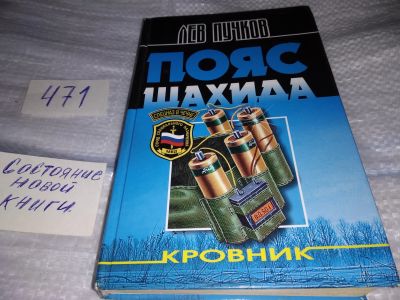 ЛЕВ ПУЧКОВ
ПОЯС
ШАХИДА
КРОВНИК
471
Состояние
новой
книги